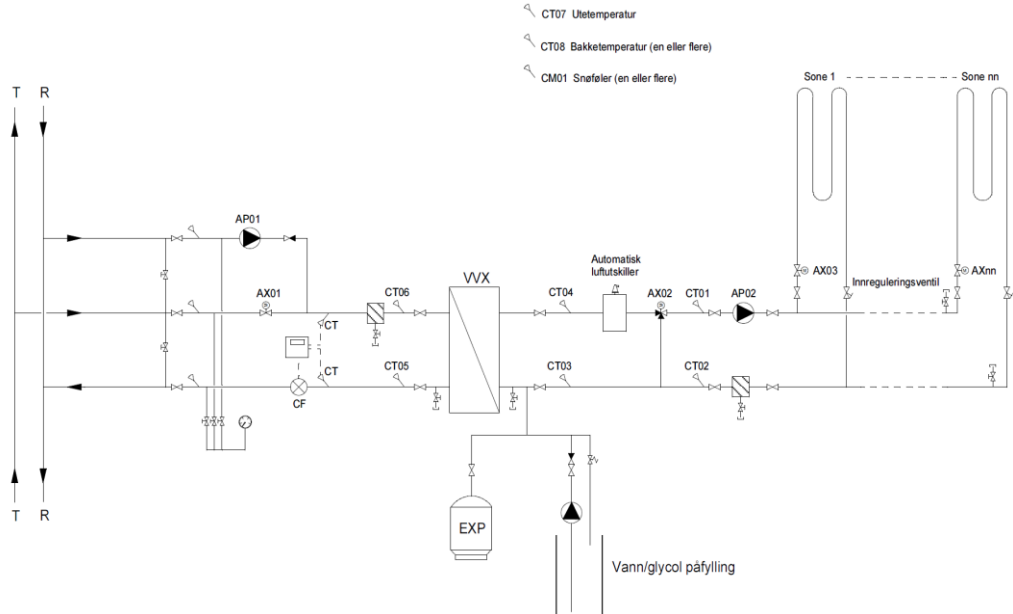 CT07 Utetemperatur
CT08 Bakketemperatur (en eller flere)
CM01 Snøføler (en eller flere)
Sone 1
Sone nn
T
R
AP01
VVX
Automatisk
luftutskiller
AX03
AXnn
Innreguleringsventil
AX01
CT06
CT04
AX02
CT01
AP02
CT
CT
CT05
CT03
CT02
CF
T
R
EXP
Vann/glycol påfylling